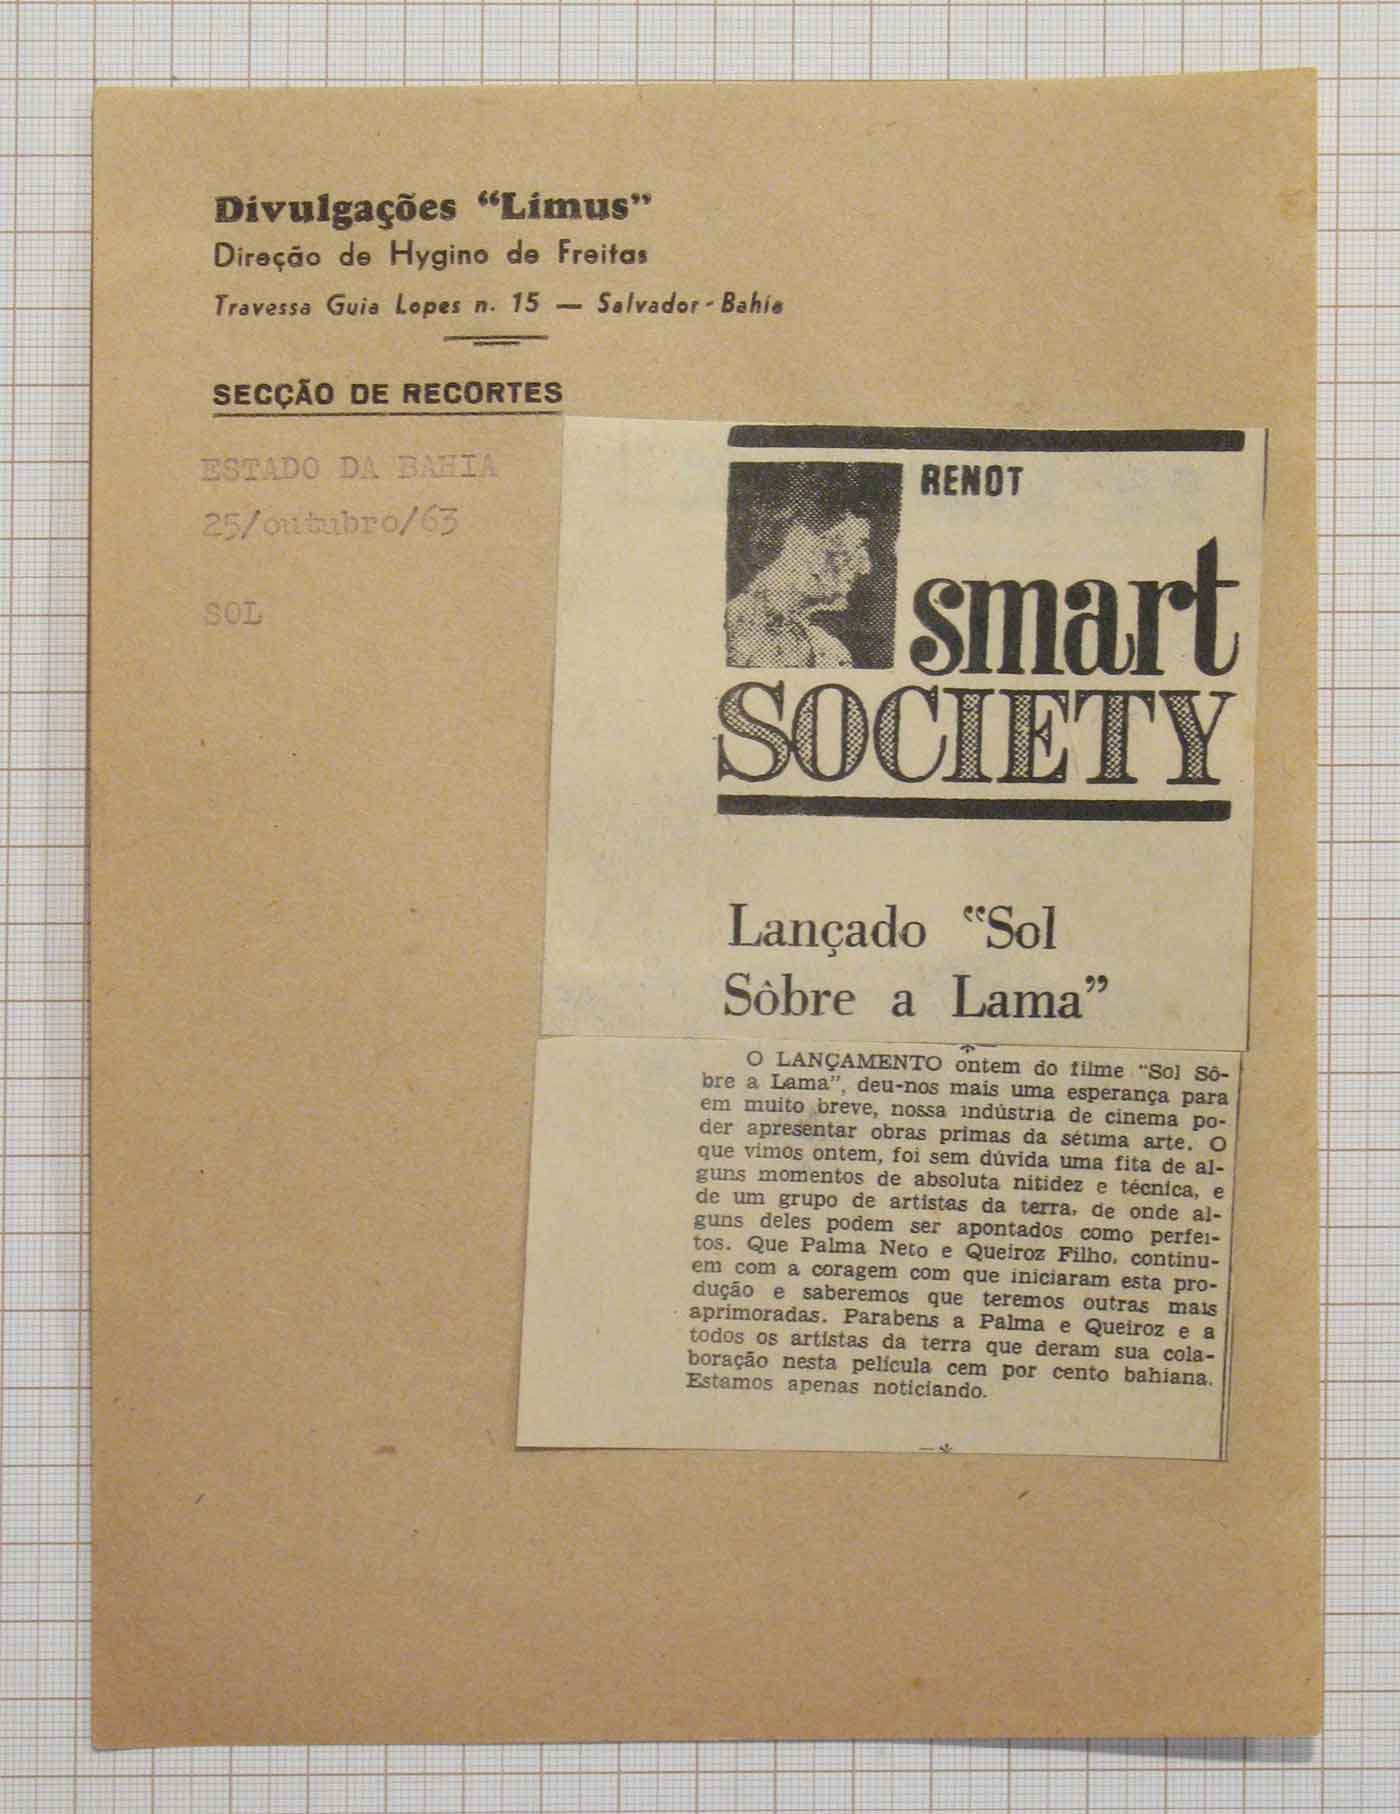 Divulgações “Limus”
Direção de Hygino de Freitas
Travessa Guia Lopes n. 15 — Salvador-Bahia
SECÇÃO DE RECORTES
ESTADO DA BAHIA
25/outubro/63
SOL
RENOT
smart
SOCIETY
Lançado “Sol
Sôbre a Lama”
O LANÇAMENTO ontem do filme “Sol Sô-
bre a Lama”, deu-nos mais uma esperança para
em muito breve, nossa indústria de cinema po-
der apresentar obras primas da sétima arte. O
que vimos ontem, foi sem dúvida uma fita de al-
guns momentos de absoluta nitidez e técnica, e
de um grupo de artistas da terra, de onde al-
guns deles podem ser apontados como perfei-
tos. Que Palma Neto e Queiroz Filho, continu-
em com a coragem com que iniciaram esta pro-
dução e saberemos que teremos outras mais
aprimoradas. Parabens a Palma e Queiroz e a
todos os artistas da terra que deram sua cola-
boração nesta película cem por cento bahiana.
Estamos apenas noticiando.